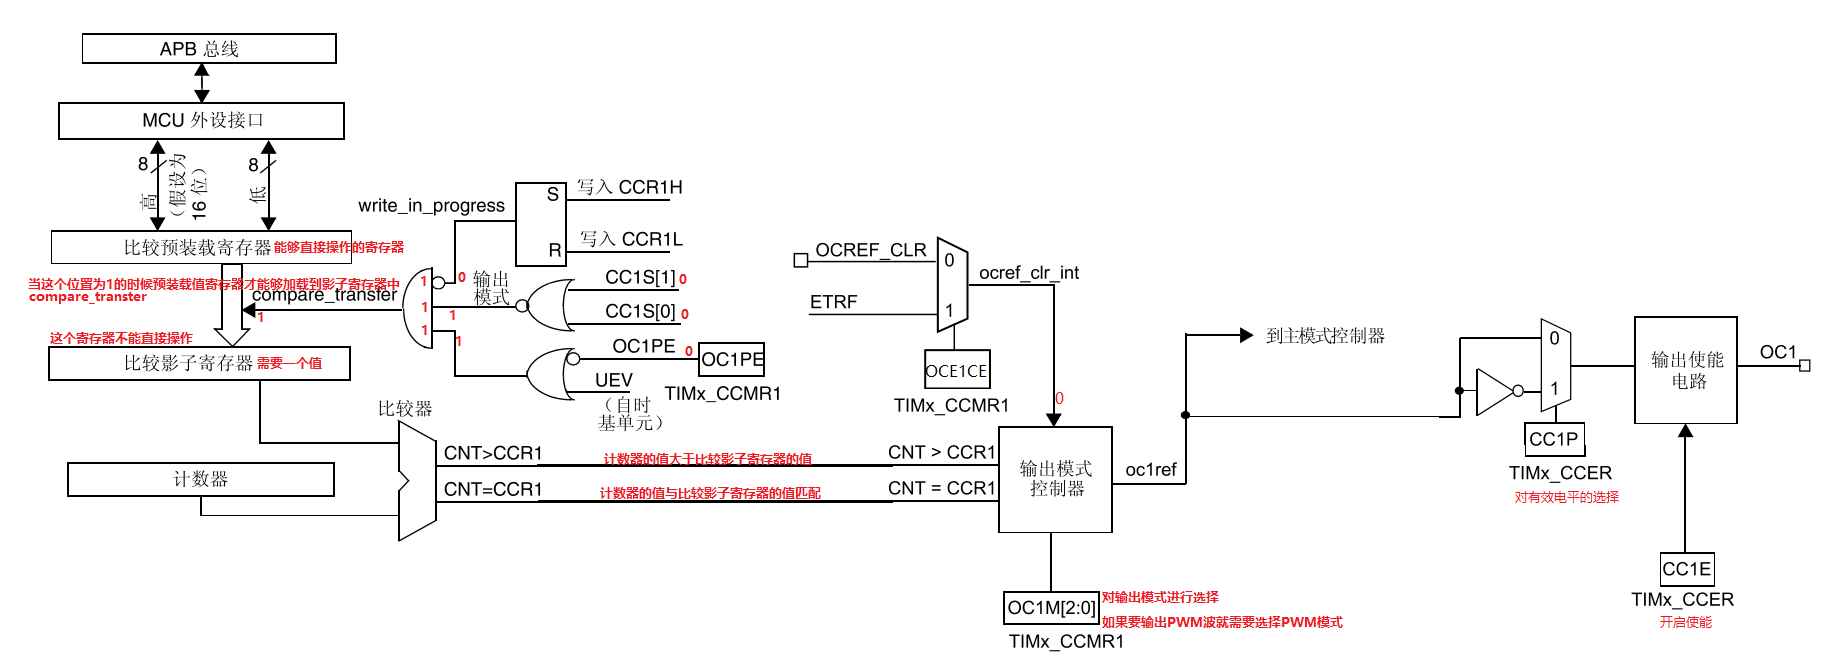 APB 总线
MCU 外设接口
8
8
高
（假设为
16 位）
低
S
写入 CCR1H
write_in_progress
R
写入 CCR1L
比较预装载寄存器
能够直接操作的寄存器
当这个位置为1的时候预装载值寄存器才能够加载到影子寄存器中
compare_transter
compare_transfer
1
1
0
输出
模式
CC1S[1]
0
1
1
CC1S[0]
0
1
1
这个寄存器不能直接操作
比较影子寄存器
需要一个值
OC1PE
0
OC1PE
UEV
TIMx_CCMR1
（自时
基单元）
OCREF_CLR
0
ocref_clr_int
ETRF
1
OCE1CE
TIMx_CCMR1
0
比较器
计数器
CNT>CCR1
计数器的值大于比较影子寄存器的值
CNT > CCR1
CNT=CCR1
计数器的值与比较影子寄存器的值匹配
CNT = CCR1
输出模式
控制器
oc1ref
到主模式控制器
0
1
CC1P
TIMx_CCER
对有效电平的选择
输出使能
电路
OC1
CC1E
TIMx_CCER
开启使能
OC1M[2:0]
对输出模式进行选择
如果要输出PWM波就需要选择PWM模式
TIMx_CCMR1